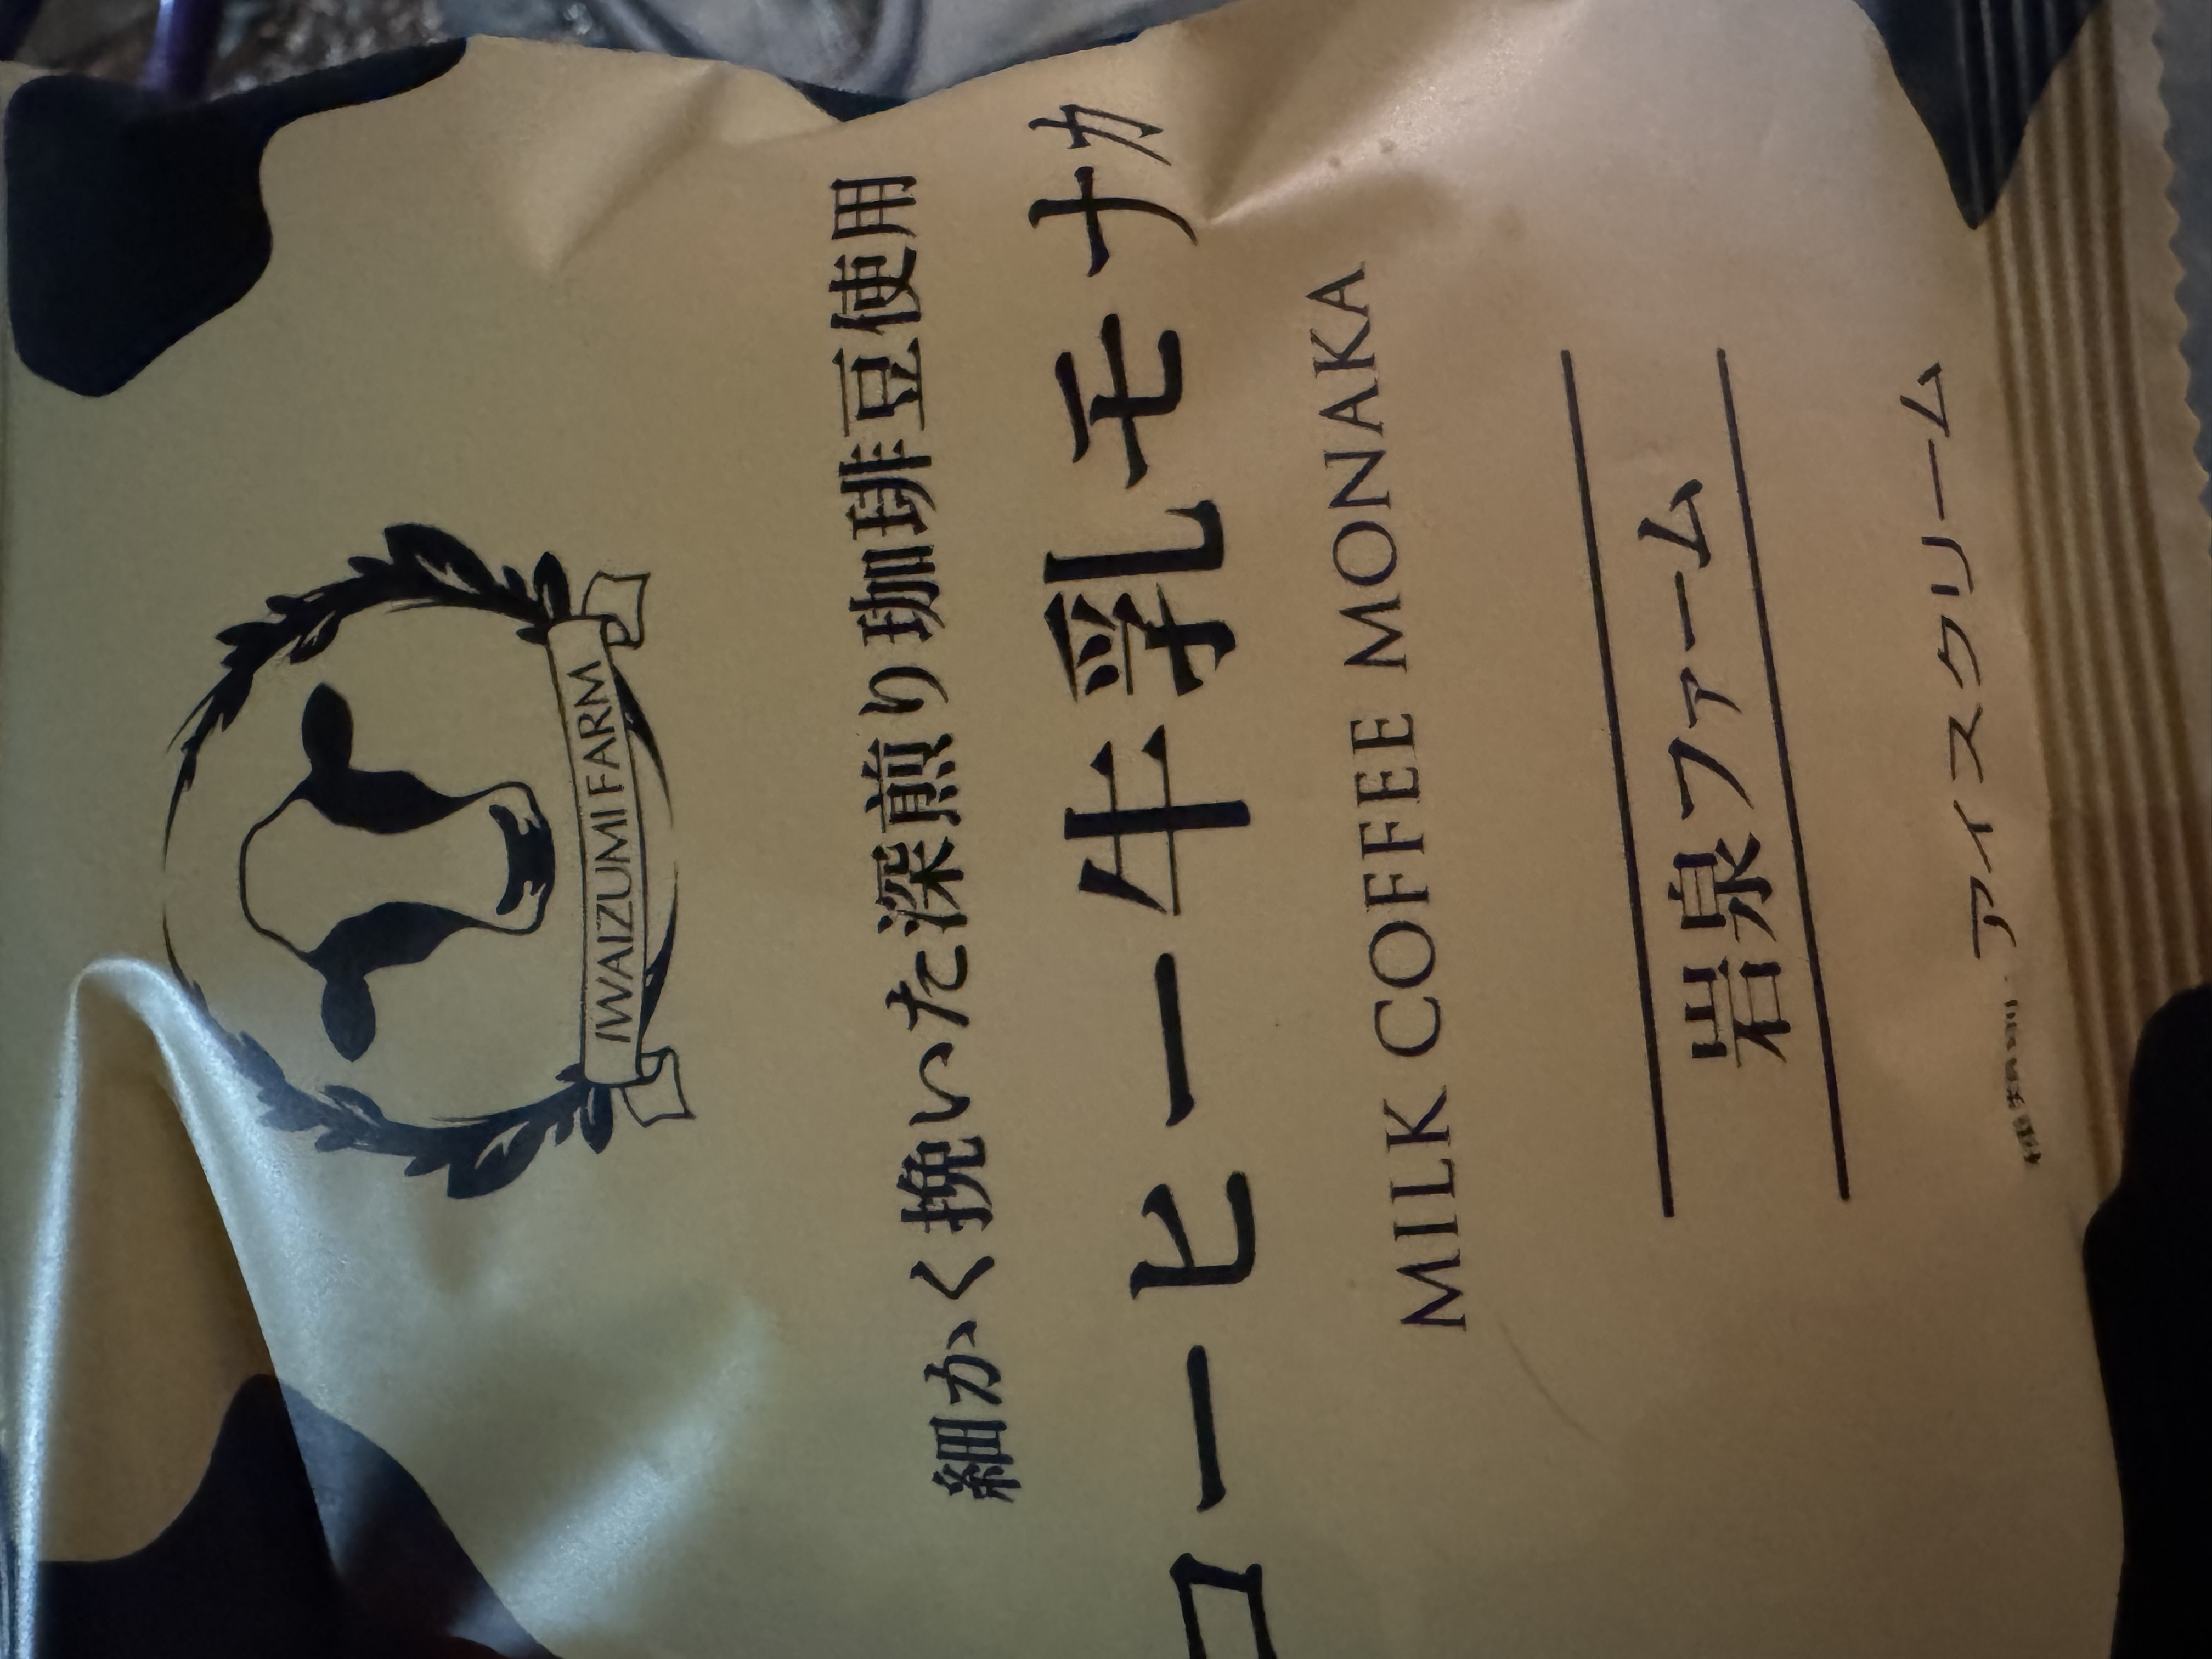 IWAIZUMI FARM
細かく挽いた深煎り珈琲豆使用
コーヒー牛乳モナカ
MILK COFFEE MONAKA
岩泉ファーム
アイスクリーム